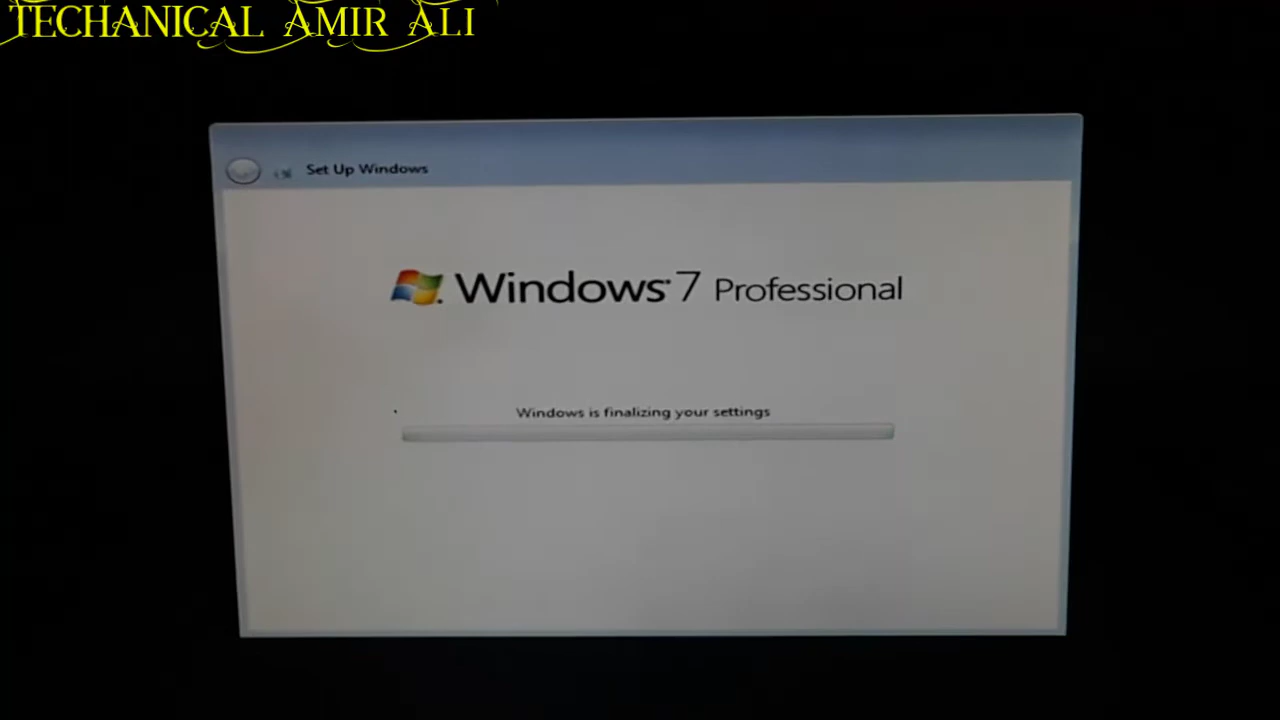 TECHANICAL AMIR ALI
Set Up Windows
Windows 7 Professional
Windows is finalizing your settings